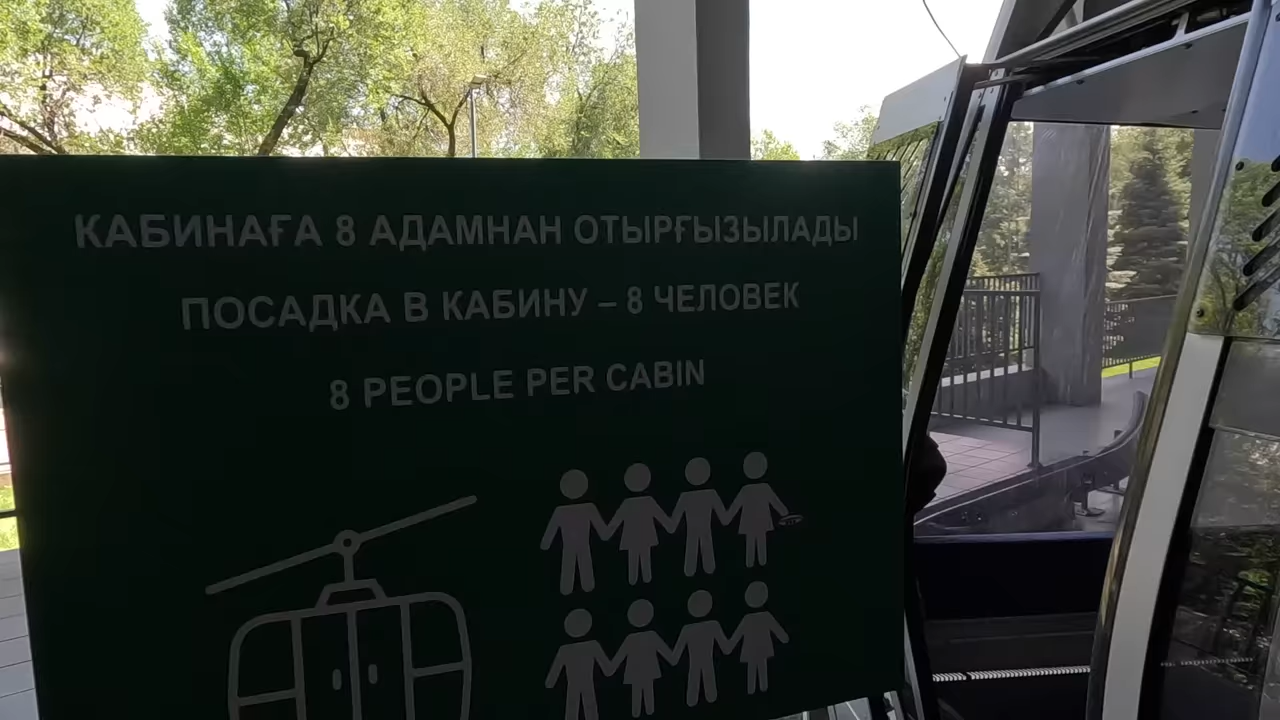 КАБИНАҒА 8 АДАМНАН ОТЫРҒЫЗЫЛАДЫ
ПОСАДКА В КАБИНУ – 8 ЧЕЛОВЕК
8 PEOPLE PER CABIN